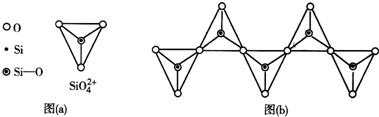 O
Si
Si—O
SiO₄²⁺
图(a)
图(b)